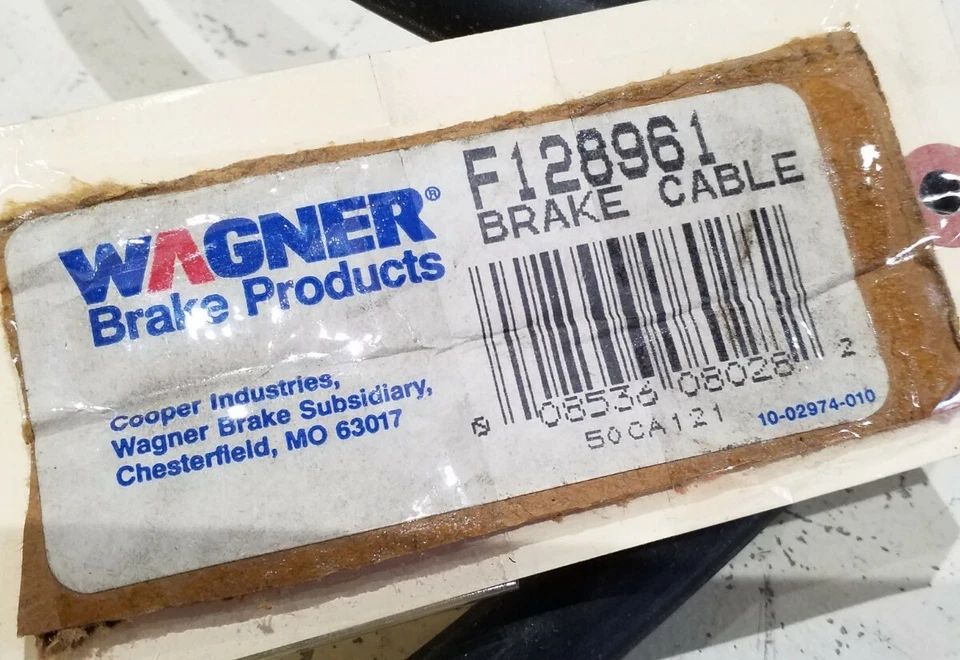 WAGNER®
Brake Products
Cooper Industries,
Wagner Brake Subsidiary,
Chesterfield, MO 63017
F128961
BRAKE CABLE
0 08536 08028 2
50CA121
10-02974-010